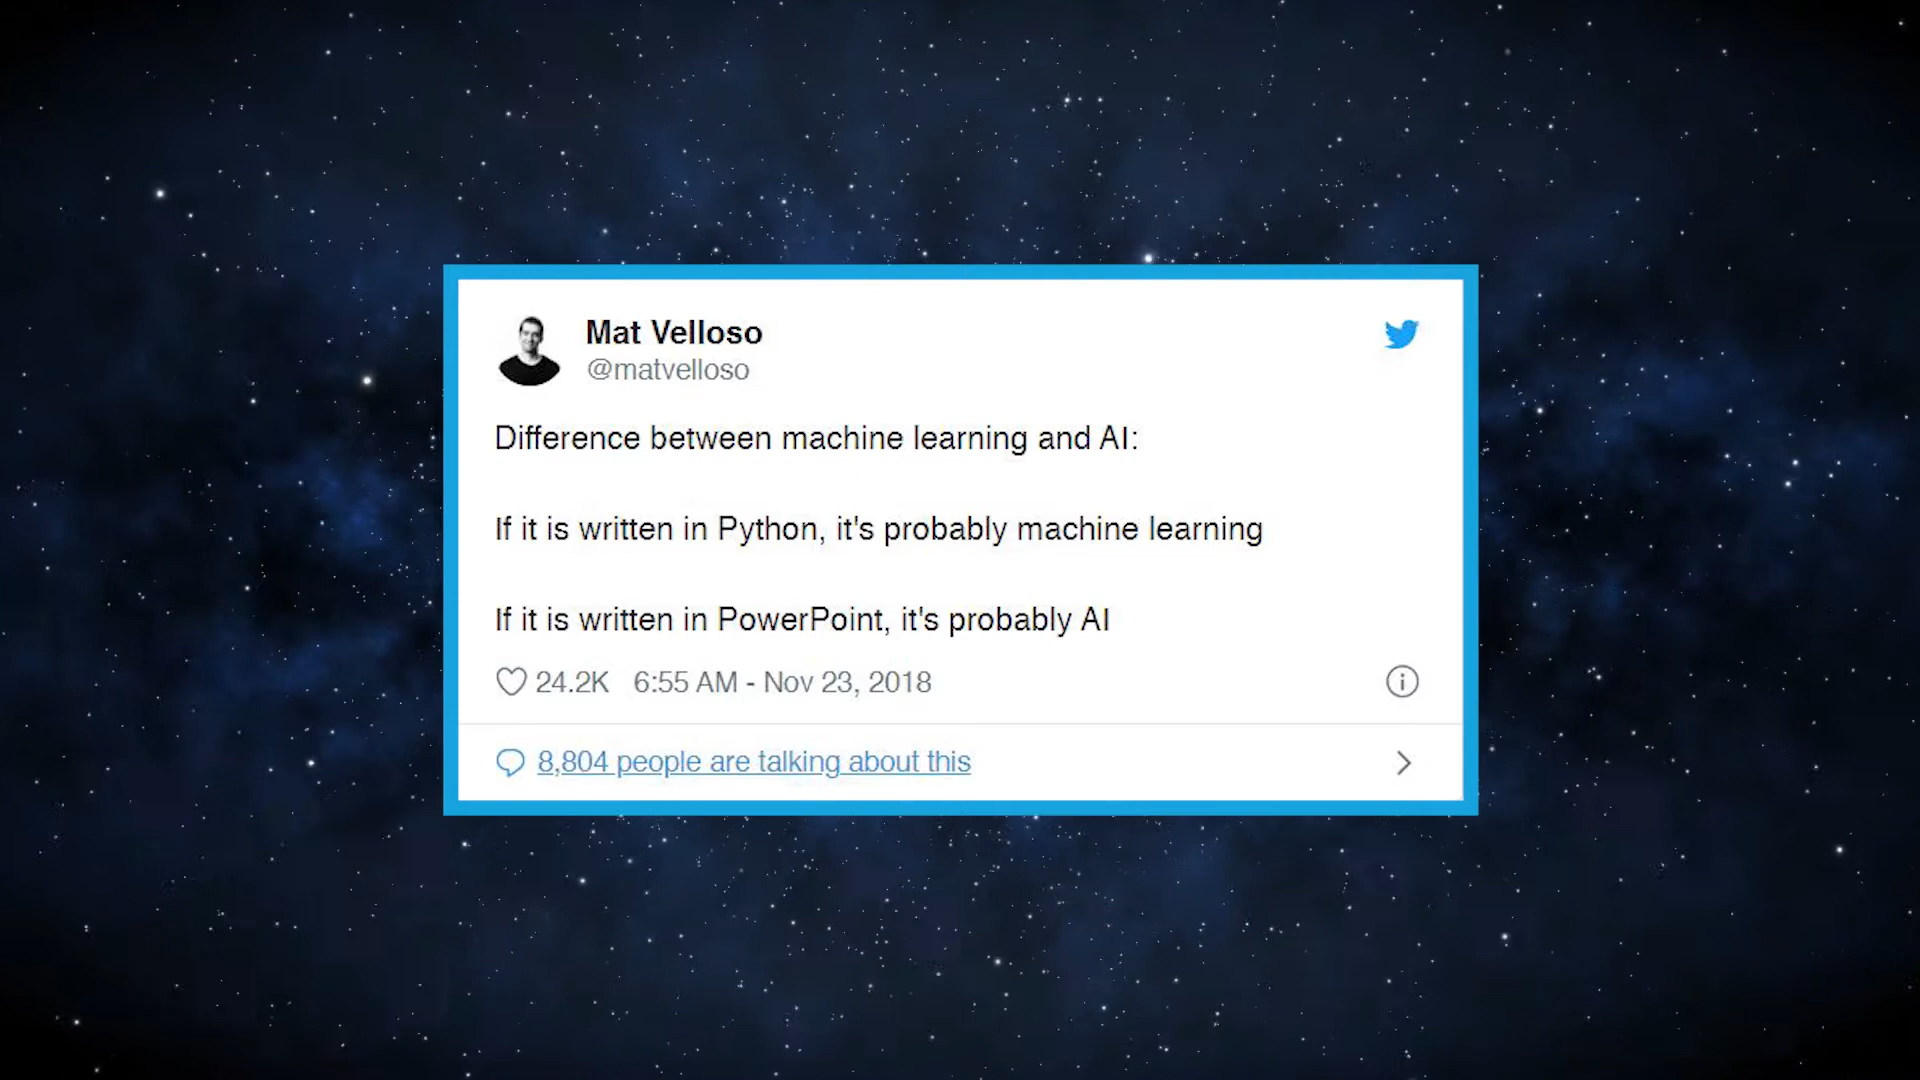 Mat Velloso
@matvelloso
Difference between machine learning and AI:
If it is written in Python, it's probably machine learning
If it is written in PowerPoint, it's probably AI
24.2K 6:55 AM - Nov 23, 2018
8,804 people are talking about this